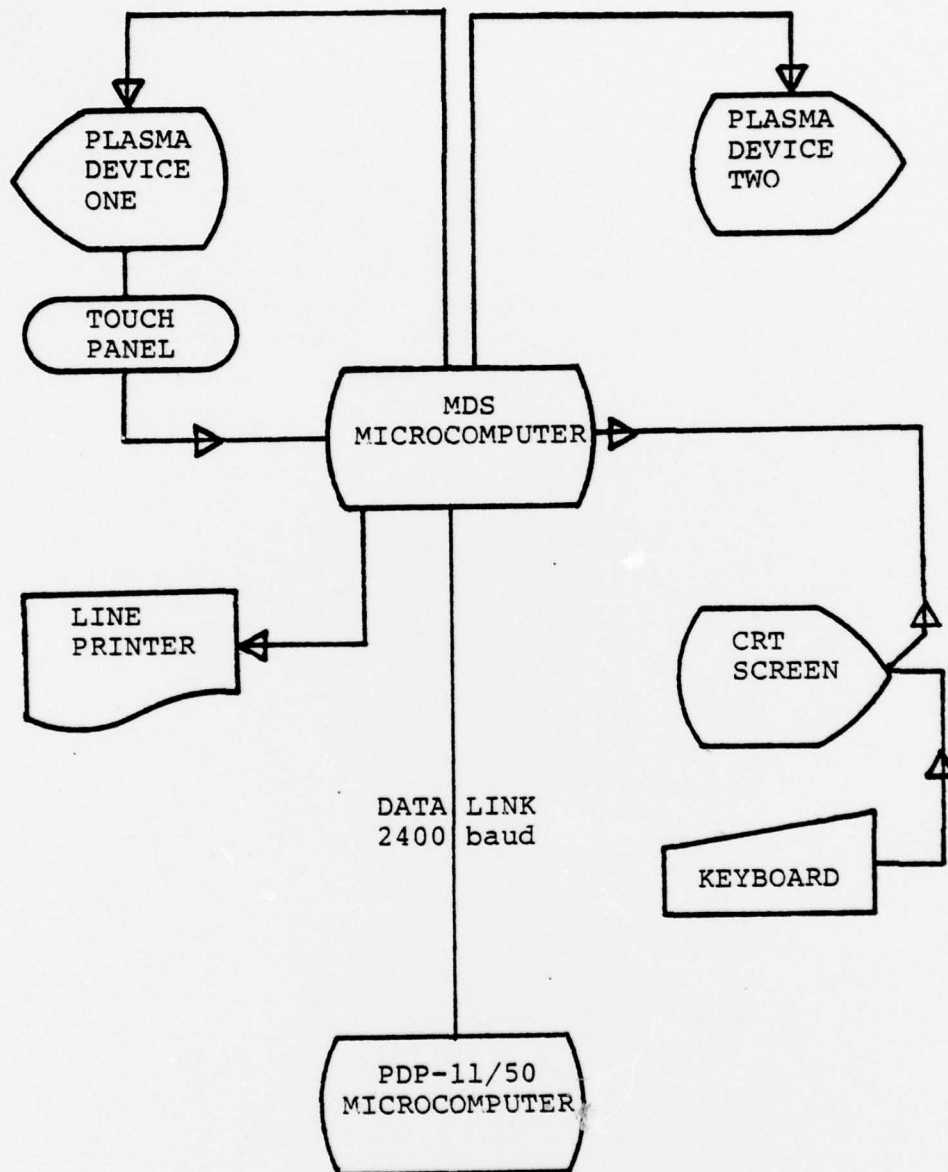 PLASMA
DEVICE
ONE
PLASMA
DEVICE
TWO
TOUCH
PANEL
MDS
MICROCOMPUTER
LINE
PRINTER
CRT
SCREEN
DATA LINK
2400 baud
KEYBOARD
PDP-11/50
MICROCOMPUTER